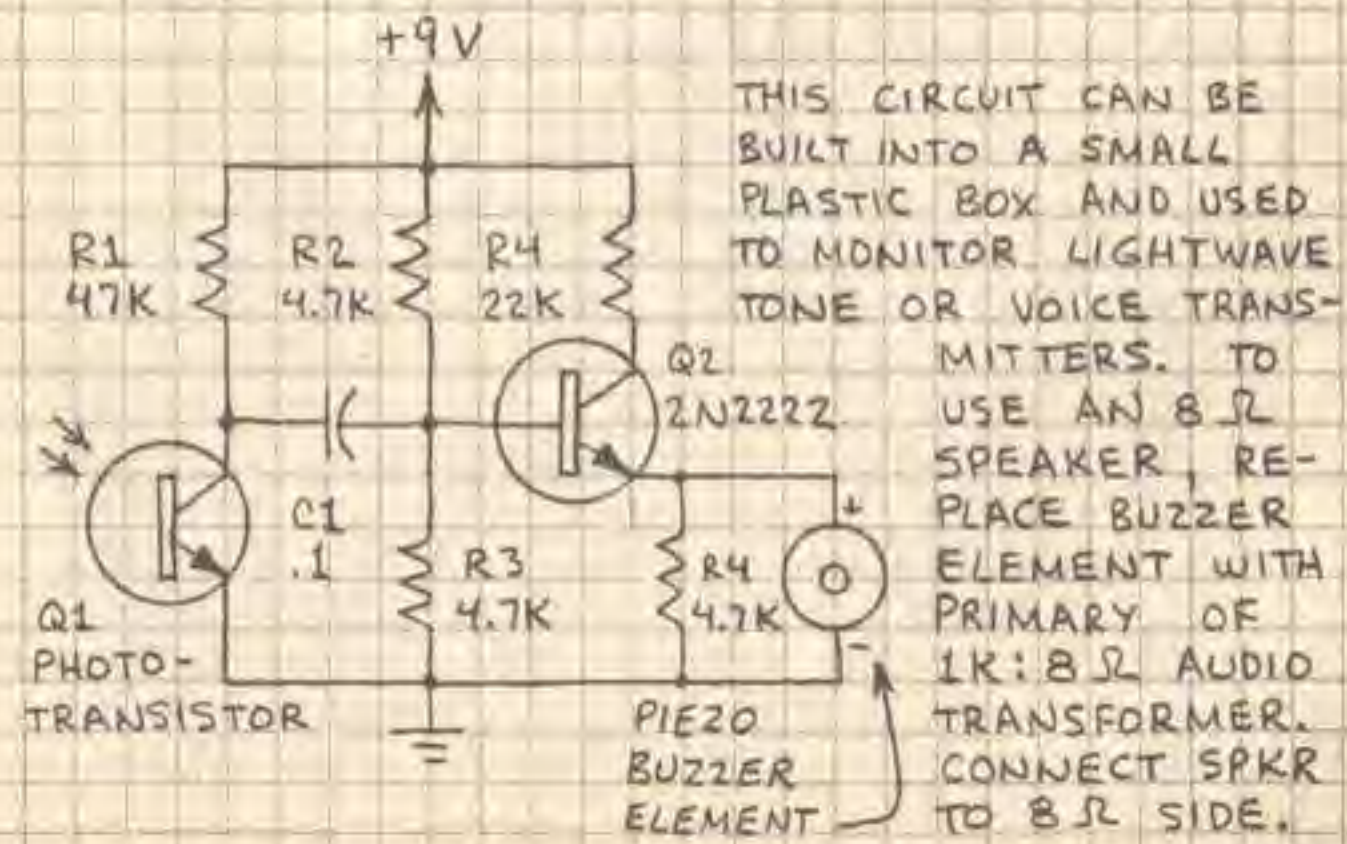 +9V
R1
47K
R2
4.7K
R4
22K
Q2
2N2222
C1
.1
Q1
PHOTO-
TRANSISTOR
R3
4.7K
R4
4.7K
+
-
PIEZO
BUZZER
ELEMENT
THIS CIRCUIT CAN BE
BUILT INTO A SMALL
PLASTIC BOX AND USED
TO MONITOR LIGHTWAVE
TONE OR VOICE TRANS-
MITTERS. TO
USE AN 8 Ω
SPEAKER, RE-
PLACE BUZZER
ELEMENT WITH
PRIMARY OF
1K:8 Ω AUDIO
TRANSFORMER.
CONNECT SPKR
TO 8 Ω SIDE.